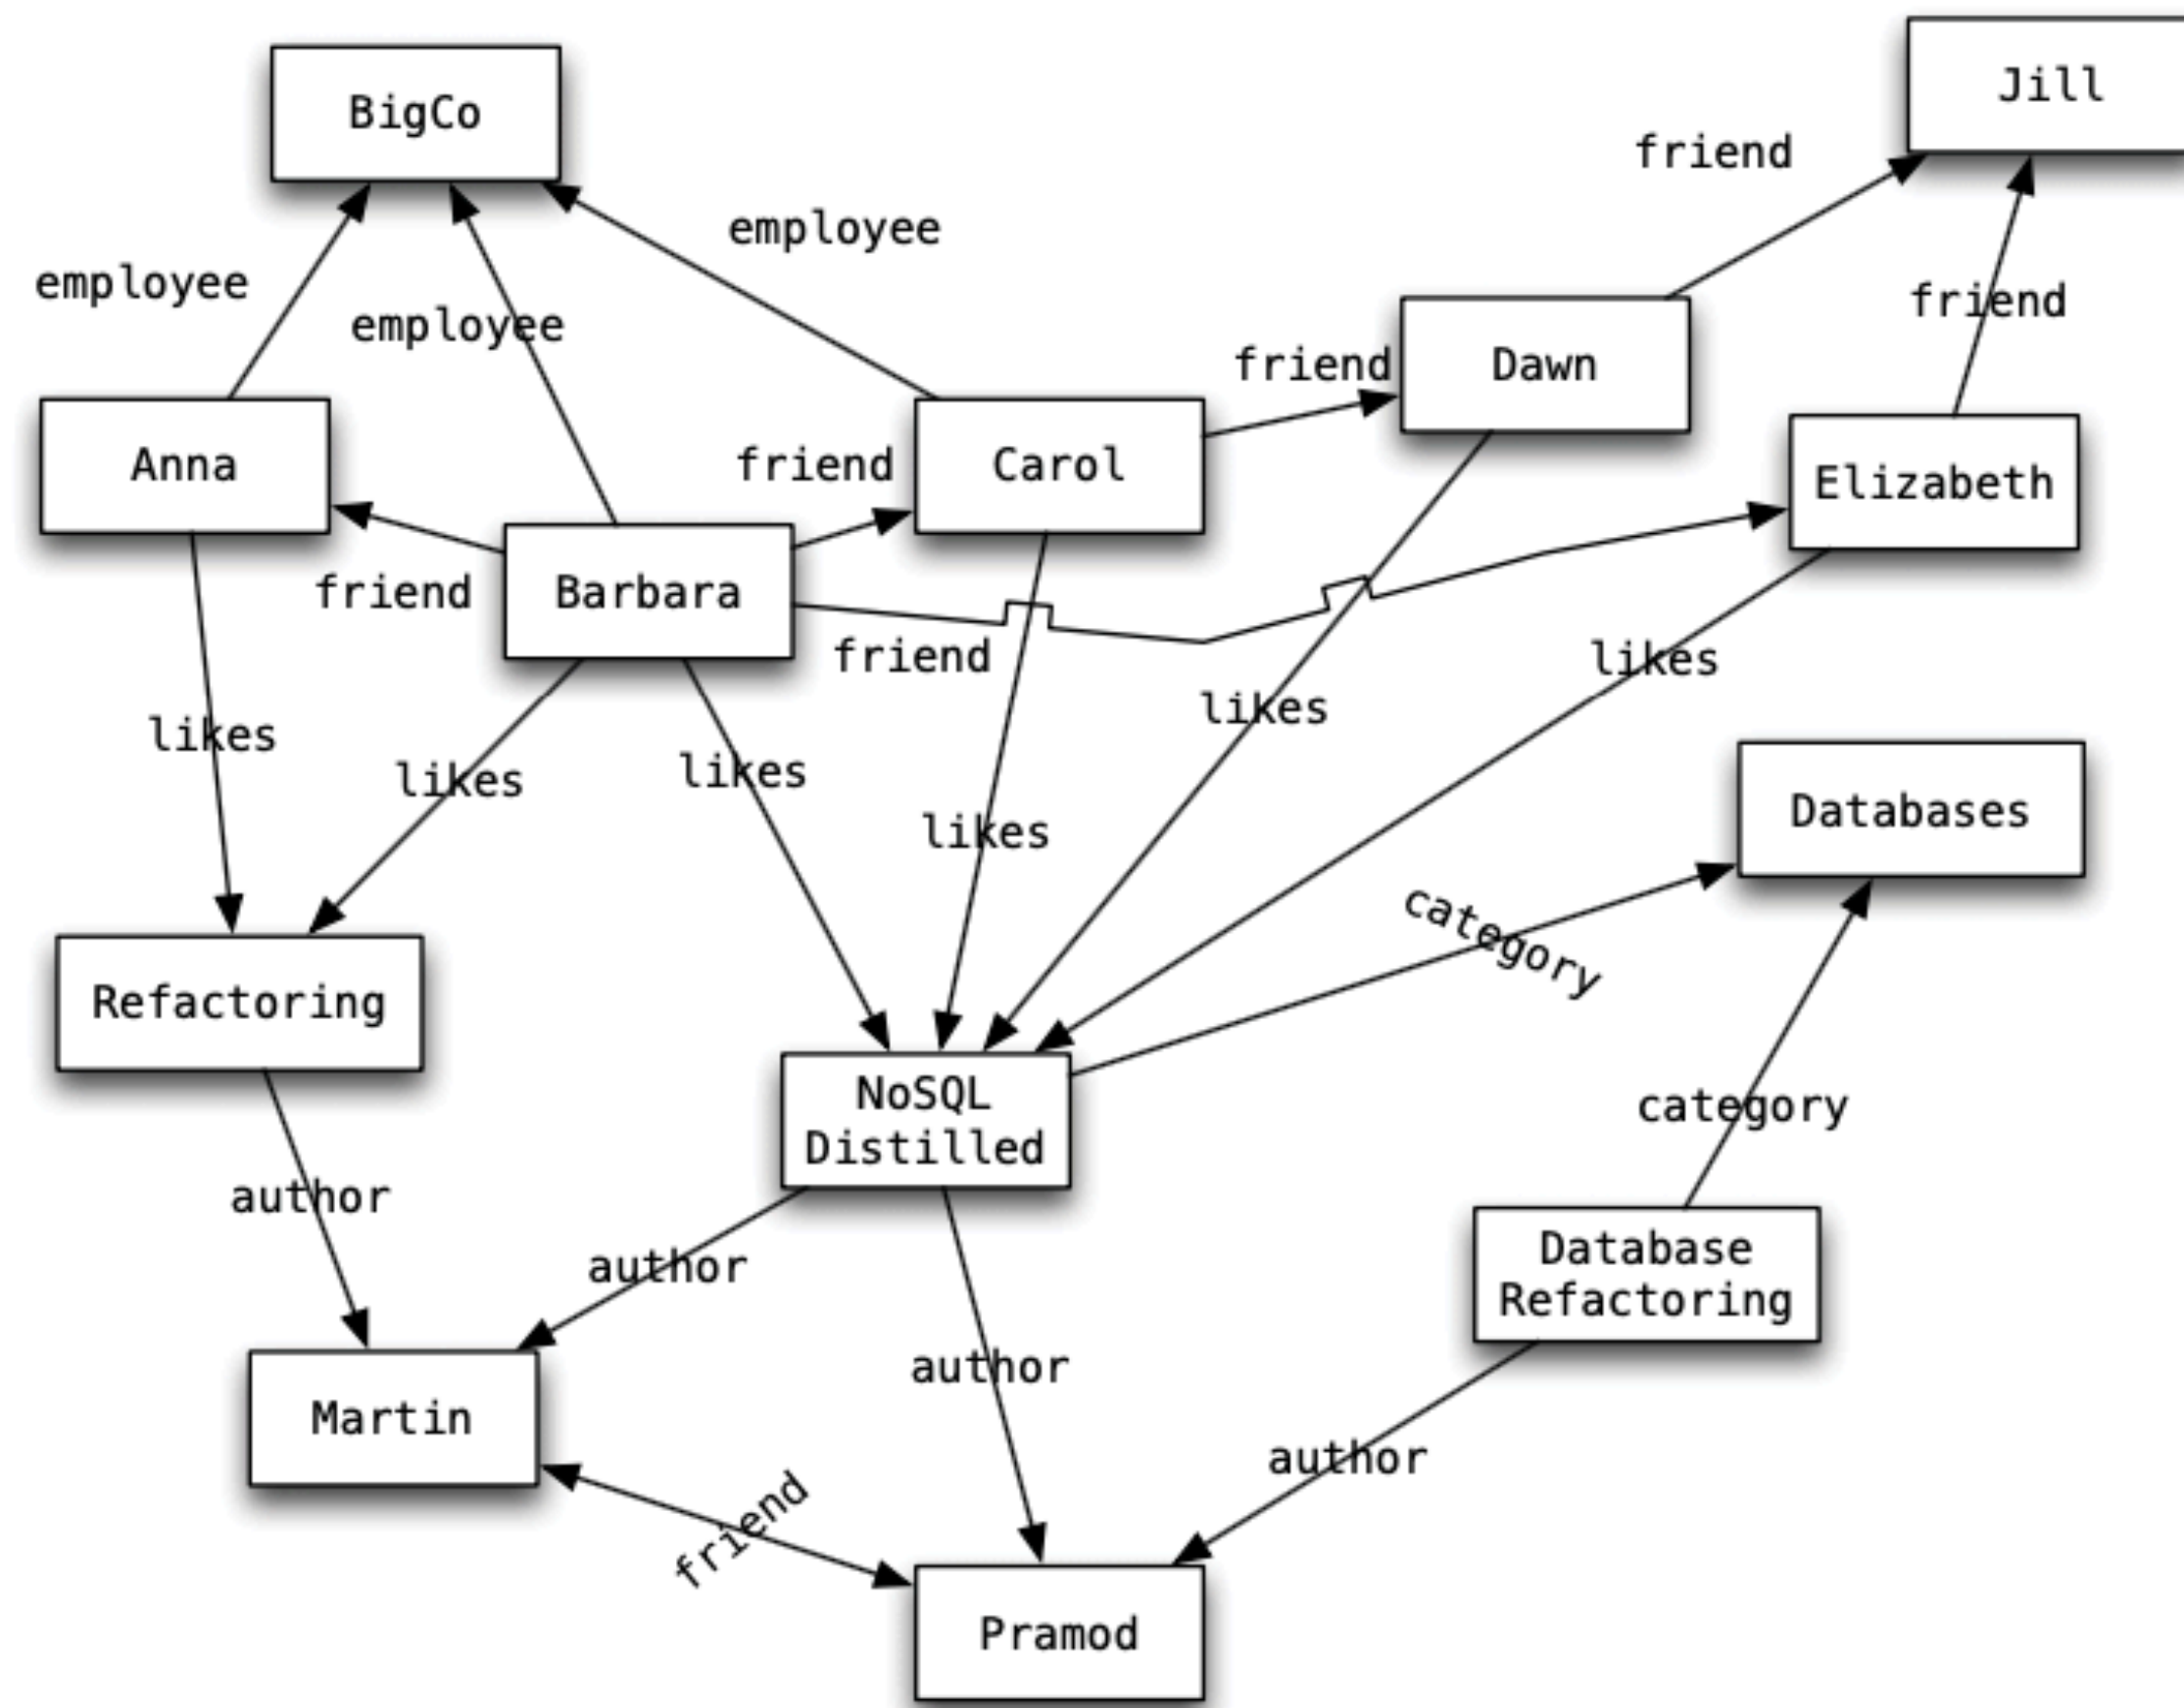 BigCo
Jill
friend
employee
employee
friend
employee
friend
Dawn
Anna
friend
Carol
Elizabeth
friend
Barbara
friend
likes
likes
likes
likes
likes
likes
Databases
category
Refactoring
NoSQL
Distilled
category
author
author
Database
Refactoring
author
Martin
author
friend
Pramod